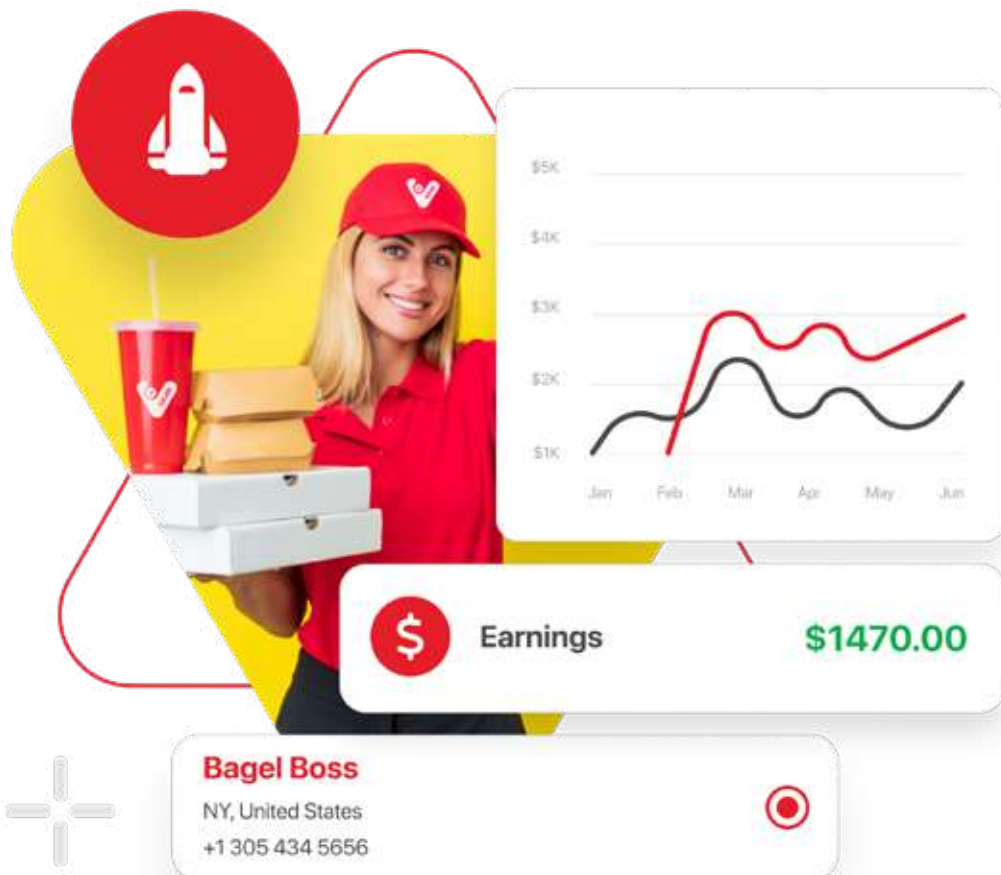 $5K
$4K
$3K
$2K
$1K
Jan Feb Mar Apr May Jun
$ Earnings $1470.00
Bagel Boss
NY, United States
+1 305 434 5656